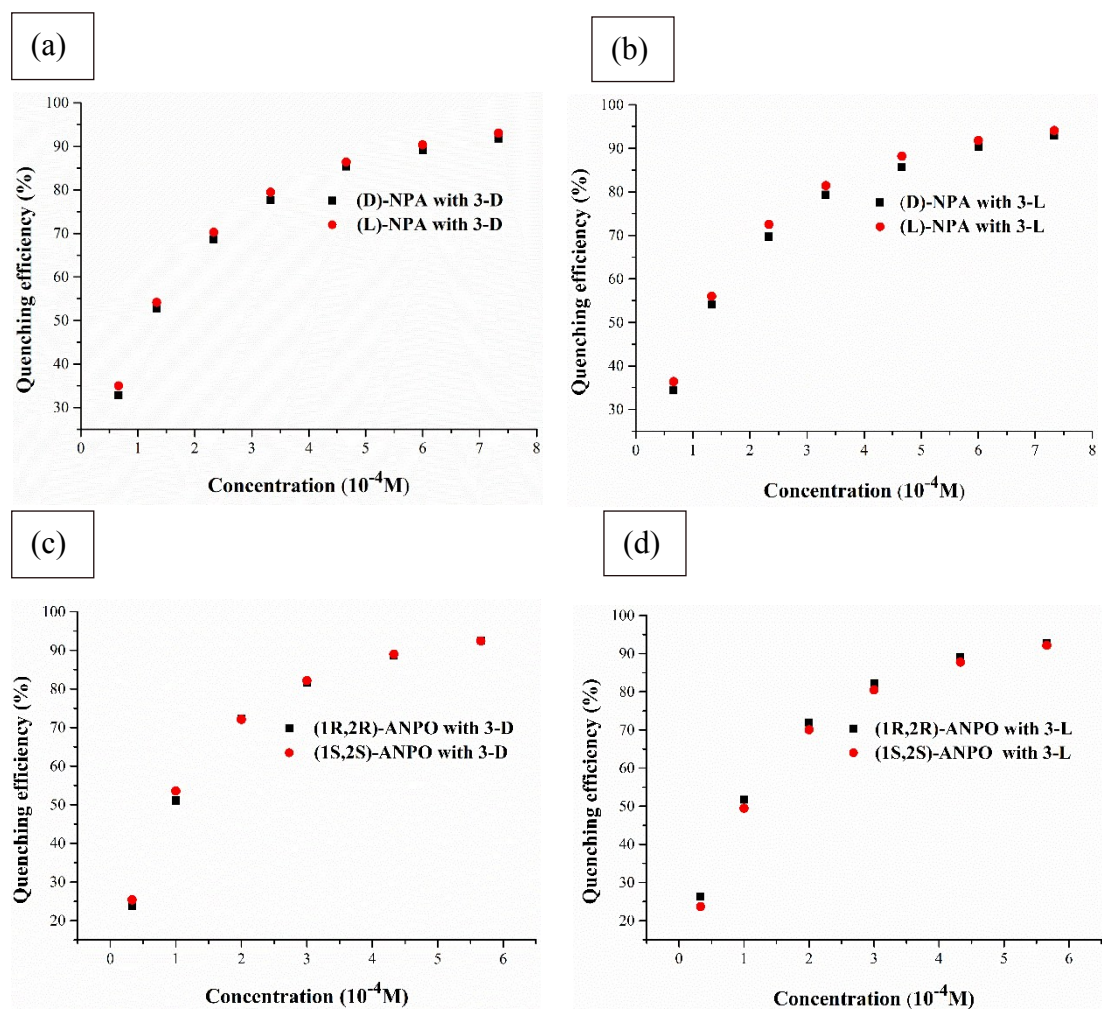 (a)
100
90
80
70
60
50
40
30
Quenching efficiency (%)
(D)-NPA with 3-D
(L)-NPA with 3-D
0 1 2 3 4 5 6 7 8
Concentration (10⁻⁴M)
(b)
100
90
80
70
60
50
40
30
Quenching efficiency (%)
(D)-NPA with 3-L
(L)-NPA with 3-L
0 1 2 3 4 5 6 7 8
Concentration (10⁻⁴M)
(c)
100
90
80
70
60
50
40
30
20
Quenching efficiency (%)
(1R,2R)-ANPO with 3-D
(1S,2S)-ANPO with 3-D
0 1 2 3 4 5 6
Concentration (10⁻⁴M)
(d)
100
90
80
70
60
50
40
30
20
Quenching efficiency (%)
(1R,2R)-ANPO with 3-L
(1S,2S)-ANPO with 3-L
0 1 2 3 4 5 6
Concentration (10⁻⁴M)